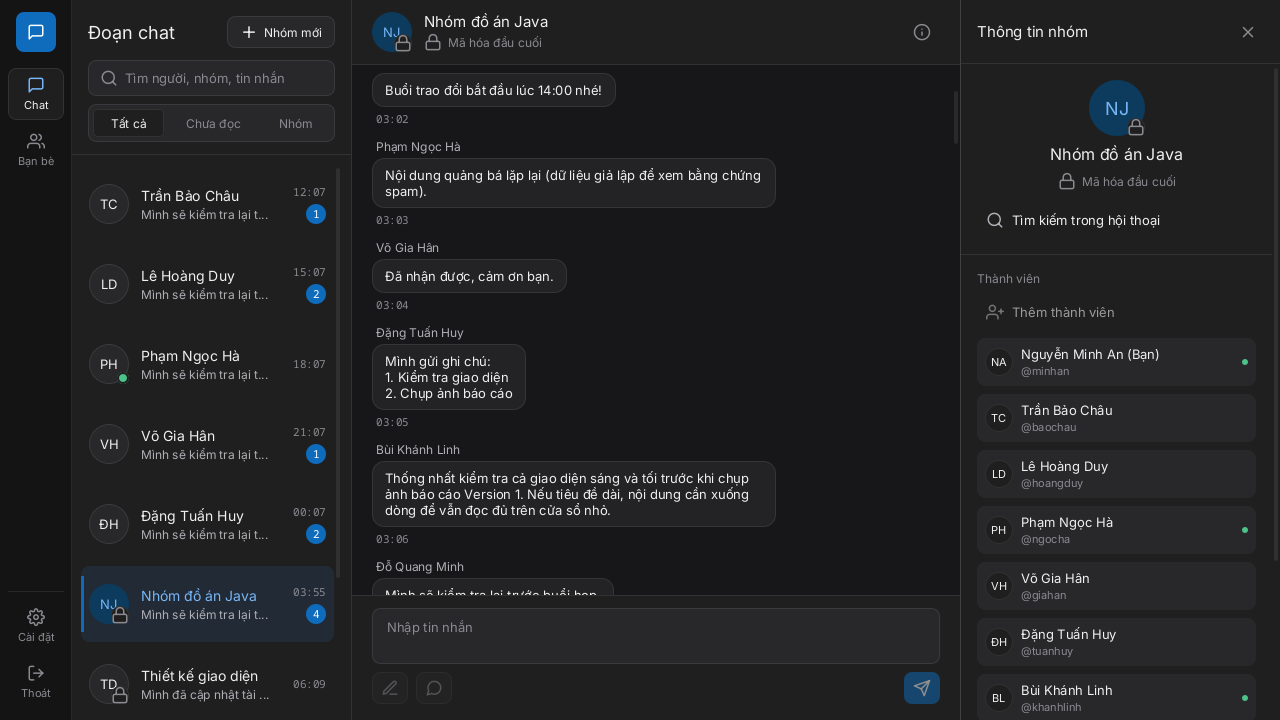 Chat
Bạn bè
Cài đặt
Thoát
Đoạn chat
Nhóm mới
Tìm người, nhóm, tin nhắn
Tất cả
Chưa đọc
Nhóm
TC
Trần Bảo Châu
12:07
Mình sẽ kiểm tra lại t...
1
LD
Lê Hoàng Duy
15:07
Mình sẽ kiểm tra lại t...
2
PH
Phạm Ngọc Hà
18:07
Mình sẽ kiểm tra lại t...
VH
Võ Gia Hân
21:07
Mình sẽ kiểm tra lại t...
1
ĐH
Đặng Tuấn Huy
00:07
Mình sẽ kiểm tra lại t...
2
NJ
Nhóm đồ án Java
03:55
Mình sẽ kiểm tra lại t...
4
TD
Thiết kế giao diện
06:09
Mình đã cập nhật tài ...
NJ
Nhóm đồ án Java
Mã hóa đầu cuối
Buổi trao đổi bắt đầu lúc 14:00 nhé!
03:02
Phạm Ngọc Hà
Nội dung quảng bá lặp lại (dữ liệu giả lập để xem bằng chứng
spam).
03:03
Võ Gia Hân
Đã nhận được, cảm ơn bạn.
03:04
Đặng Tuấn Huy
Mình gửi ghi chú:
1. Kiểm tra giao diện
2. Chụp ảnh báo cáo
03:05
Bùi Khánh Linh
Thống nhất kiểm tra cả giao diện sáng và tối trước khi chụp
ảnh báo cáo Version 1. Nếu tiêu đề dài, nội dung cần xuống
dòng để vẫn đọc đủ trên cửa sổ nhỏ.
03:06
Đỗ Quang Minh
Mình sẽ kiểm tra lại trước buổi họp.
Nhập tin nhắn
Thông tin nhóm
NJ
Nhóm đồ án Java
Mã hóa đầu cuối
Tìm kiếm trong hội thoại
Thành viên
Thêm thành viên
NA
Nguyễn Minh An (Bạn)
@minhan
TC
Trần Bảo Châu
@baochau
LD
Lê Hoàng Duy
@hoangduy
PH
Phạm Ngọc Hà
@ngocha
VH
Võ Gia Hân
@giahan
ĐH
Đặng Tuấn Huy
@tuanhuy
BL
Bùi Khánh Linh
@khanhlinh